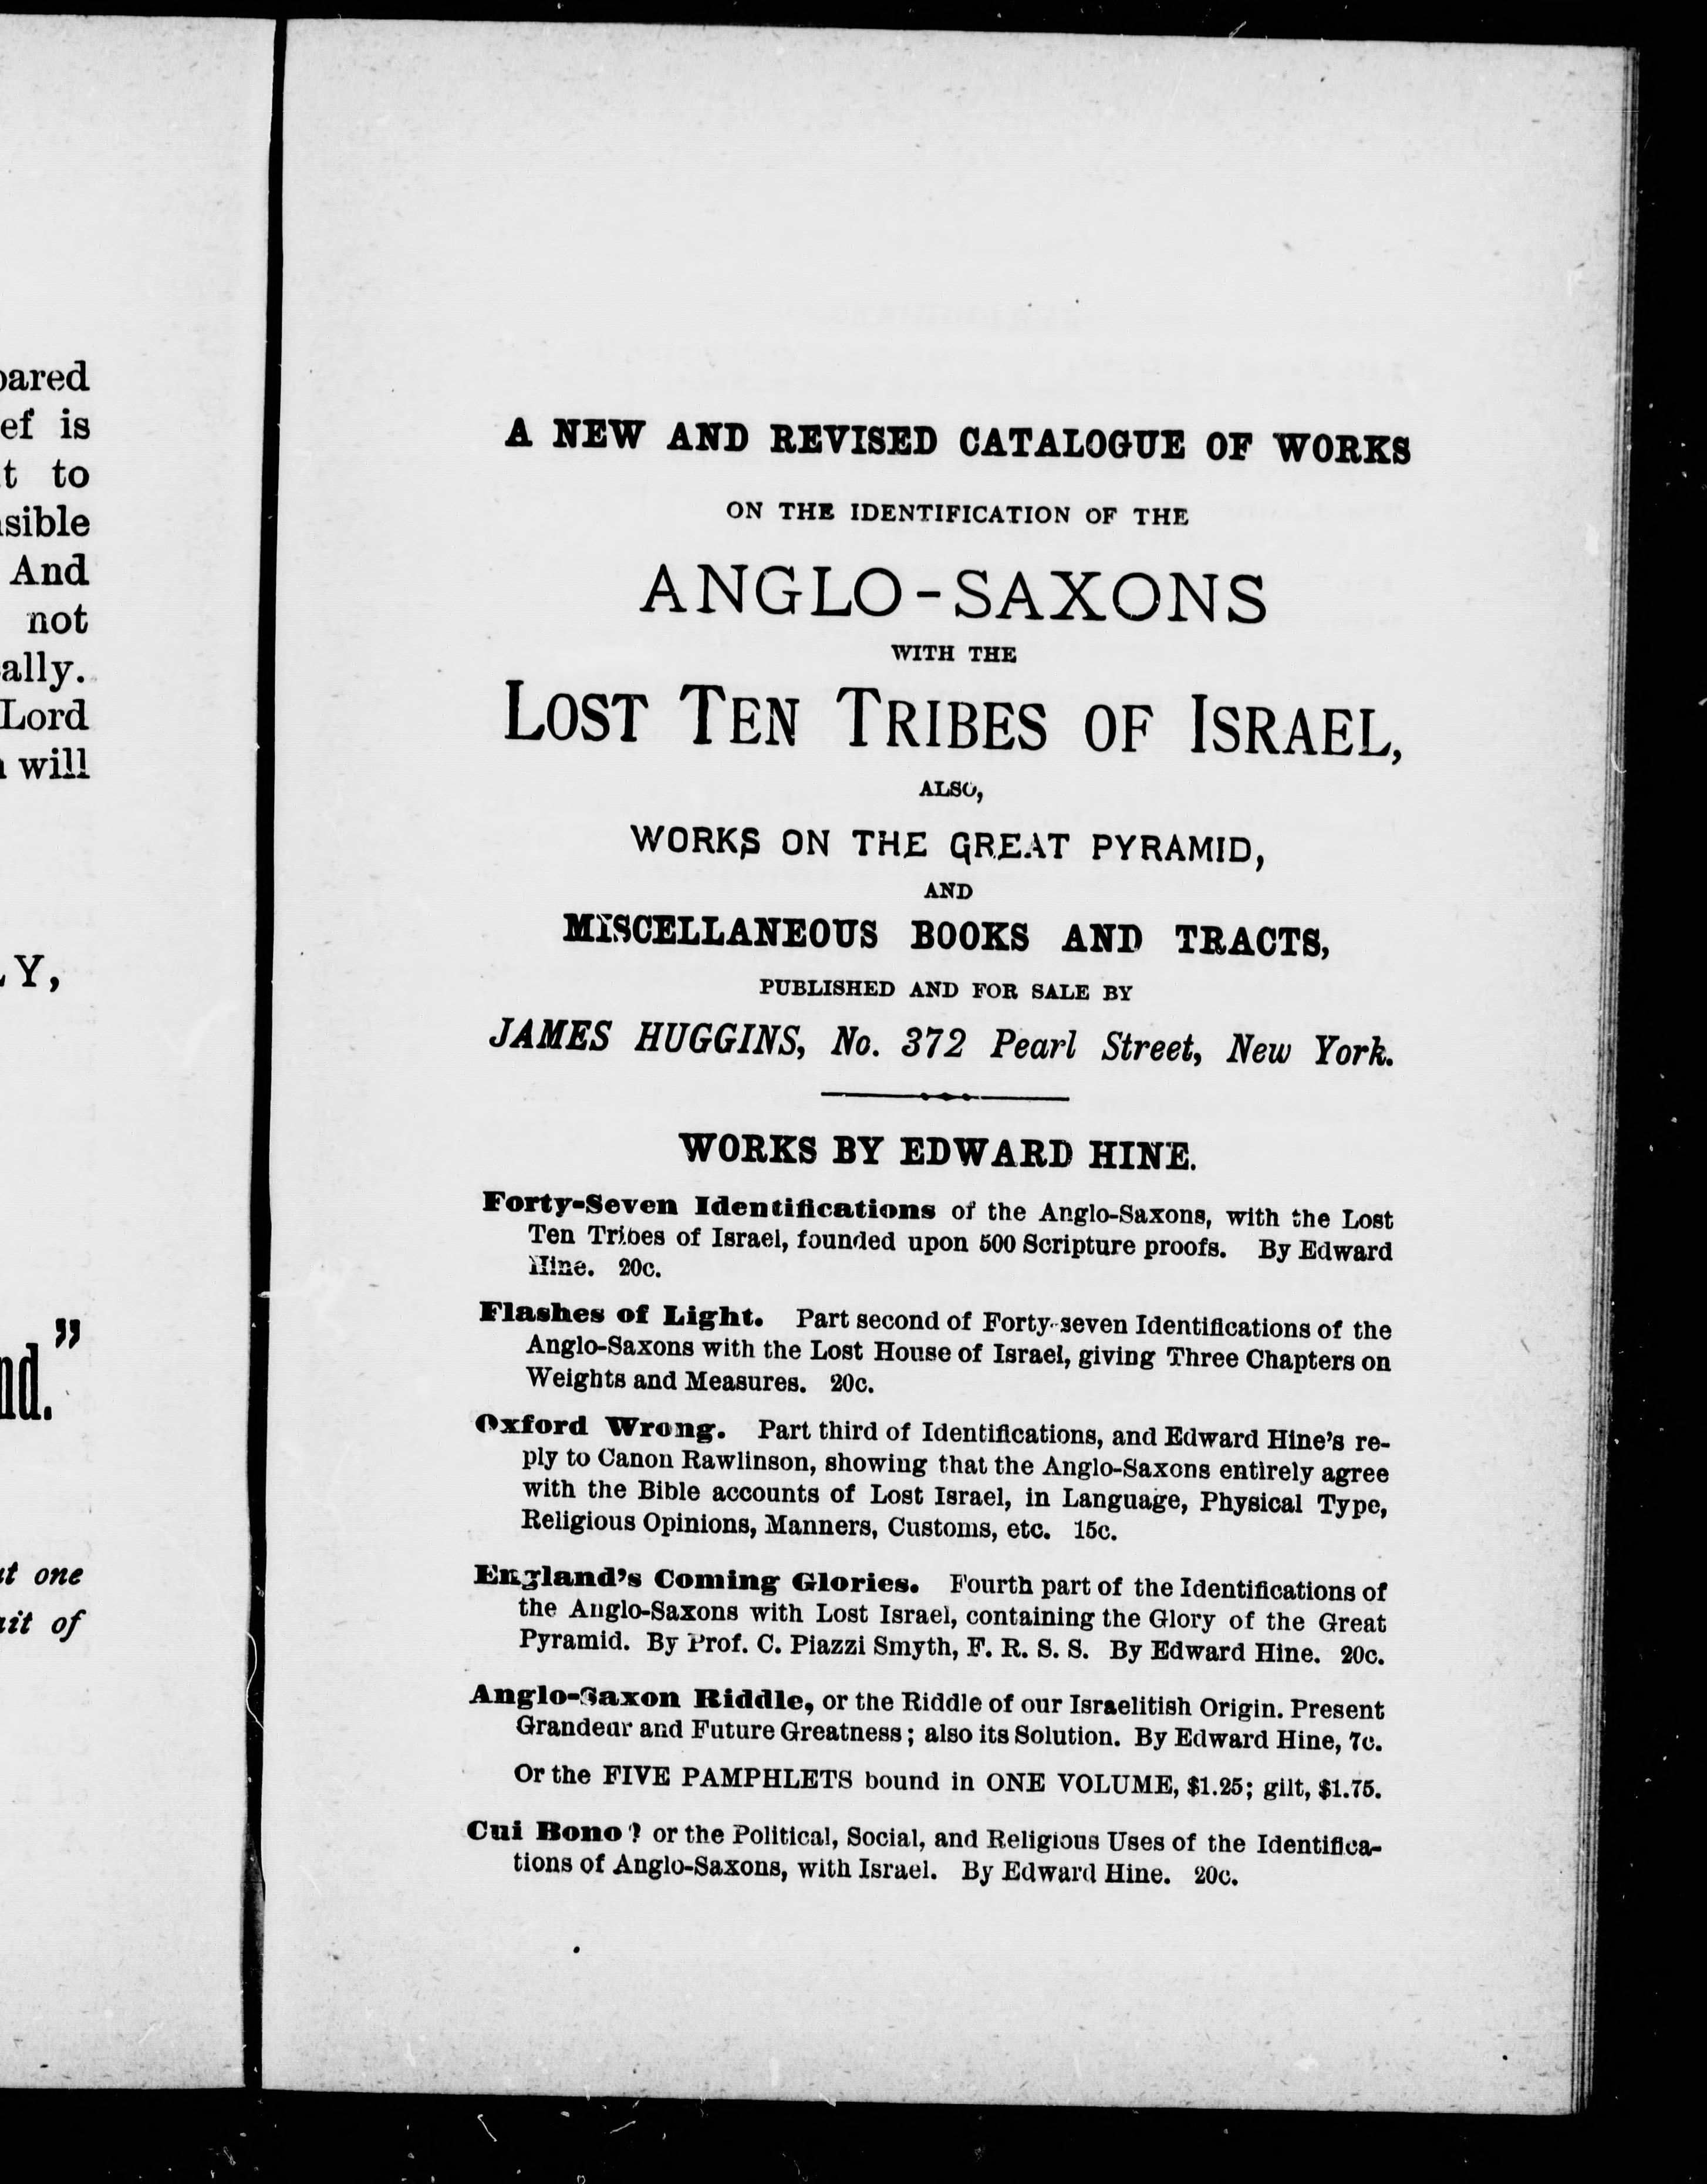 pared
ef is
t to
sible
And
not
ally.
Lord
will
LY,
nd.”
t one
it of
A NEW AND REVISED CATALOGUE OF WORKS
ON THE IDENTIFICATION OF THE
ANGLO-SAXONS
WITH THE
LOST TEN TRIBES OF ISRAEL,
ALSO,
WORKS ON THE GREAT PYRAMID,
AND
MISCELLANEOUS BOOKS AND TRACTS,
PUBLISHED AND FOR SALE BY
JAMES HUGGINS, No. 372 Pearl Street, New York.
WORKS BY EDWARD HINE.
Forty-Seven Identifications of the Anglo-Saxons, with the Lost
Ten Tribes of Israel, founded upon 500 Scripture proofs. By Edward
Hine. 20c.
Flashes of Light. Part second of Forty-seven Identifications of the
Anglo-Saxons with the Lost House of Israel, giving Three Chapters on
Weights and Measures. 20c.
Oxford Wrong. Part third of Identifications, and Edward Hine's re-
ply to Canon Rawlinson, showing that the Anglo-Saxons entirely agree
with the Bible accounts of Lost Israel, in Language, Physical Type,
Religious Opinions, Manners, Customs, etc. 15c.
England's Coming Glories. Fourth part of the Identifications of
the Anglo-Saxons with Lost Israel, containing the Glory of the Great
Pyramid. By Prof. C. Piazzi Smyth, F. R. S. S. By Edward Hine. 20c.
Anglo-Saxon Riddle, or the Riddle of our Israelitish Origin. Present
Grandeur and Future Greatness; also its Solution. By Edward Hine, 7c.
Or the FIVE PAMPHLETS bound in ONE VOLUME, $1.25; gilt, $1.75.
Cui Bono? or the Political, Social, and Religious Uses of the Identifica-
tions of Anglo-Saxons, with Israel. By Edward Hine. 20c.